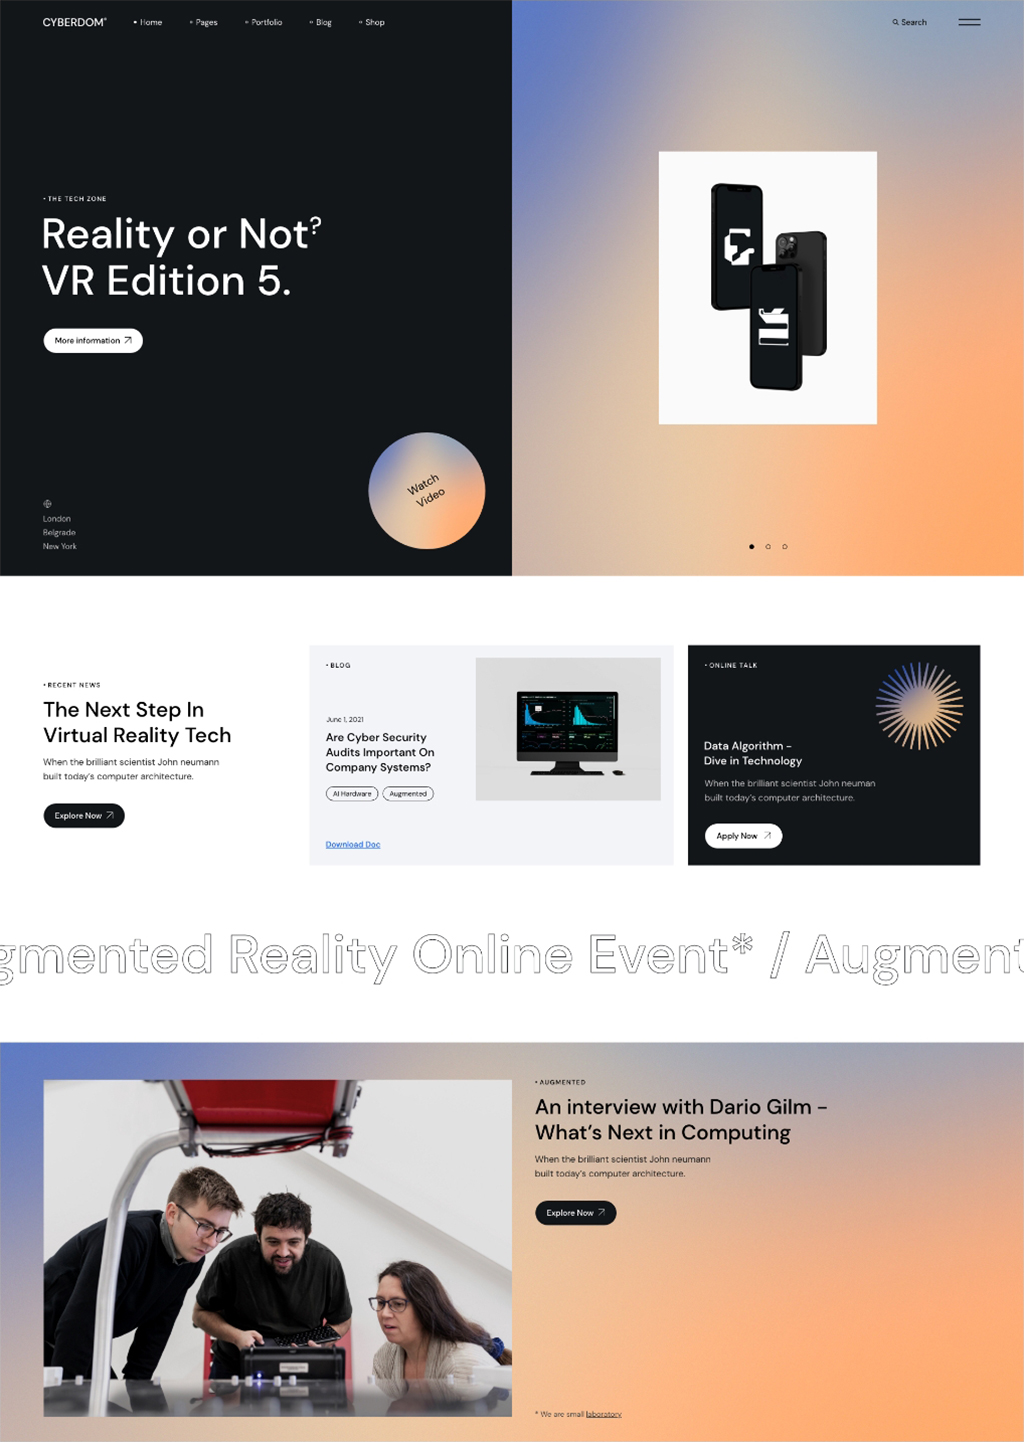 CYBERDOM°
Home
Pages
Portfolio
Blog
Shop
Search
• THE TECH ZONE
Reality or Not?
VR Edition 5.
More information
Watch
Video
London
Belgrade
New York
• RECENT NEWS
The Next Step In
Virtual Reality Tech
When the brilliant scientist John neumann
built today's computer architecture.
Explore Now
• BLOG
June 1, 2021
Are Cyber Security
Audits Important On
Company Systems?
AI Hardware
Augmented
Download Doc
• ONLINE TALK
Data Algorithm –
Dive in Technology
When the brilliant scientist John neuman
built today's computer architecture.
Apply Now
gmented Reality Online Event* / Augment
• AUGMENTED
An interview with Dario Gilm –
What's Next in Computing
When the brilliant scientist John neumann
built today's computer architecture.
Explore Now
* We are small laboratory